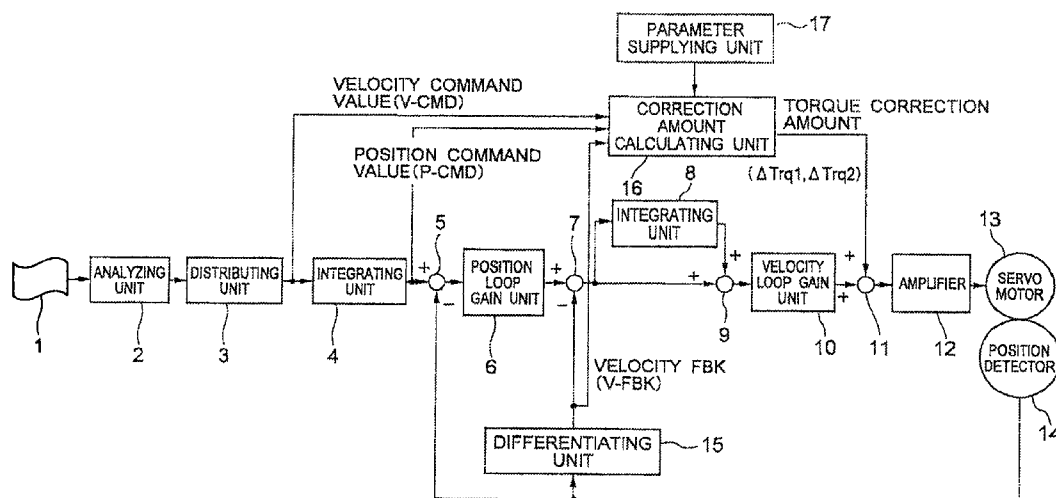 PARAMETER
SUPPLYING UNIT
17
VELOCITY COMMAND
VALUE(V-CMD)
CORRECTION
AMOUNT
CALCULATING UNIT
16
TORQUE CORRECTION
AMOUNT
(ΔTrq1,ΔTrq2)
POSITION COMMAND
VALUE(P-CMD)
8
INTEGRATING
UNIT
1
ANALYZING
UNIT
2
DISTRIBUTING
UNIT
3
INTEGRATING
UNIT
4
+
5
−
POSITION
LOOP
GAIN UNIT
6
+
7
−
+
+
9
VELOCITY
LOOP GAIN
UNIT
10
+
+
11
AMPLIFIER
12
13
SERVO
MOTOR
POSITION
DETECTOR
14
VELOCITY FBK
(V-FBK)
DIFFERENTIATING
UNIT
15